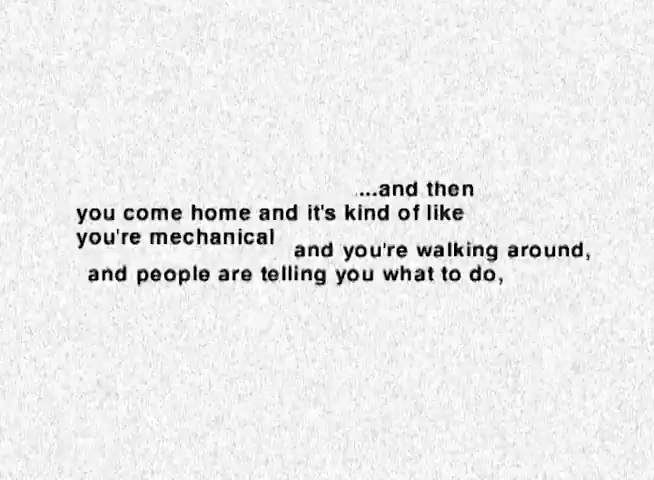 ...and then
you come home and it's kind of like
you're mechanical
and you're walking around,
and people are telling you what to do,